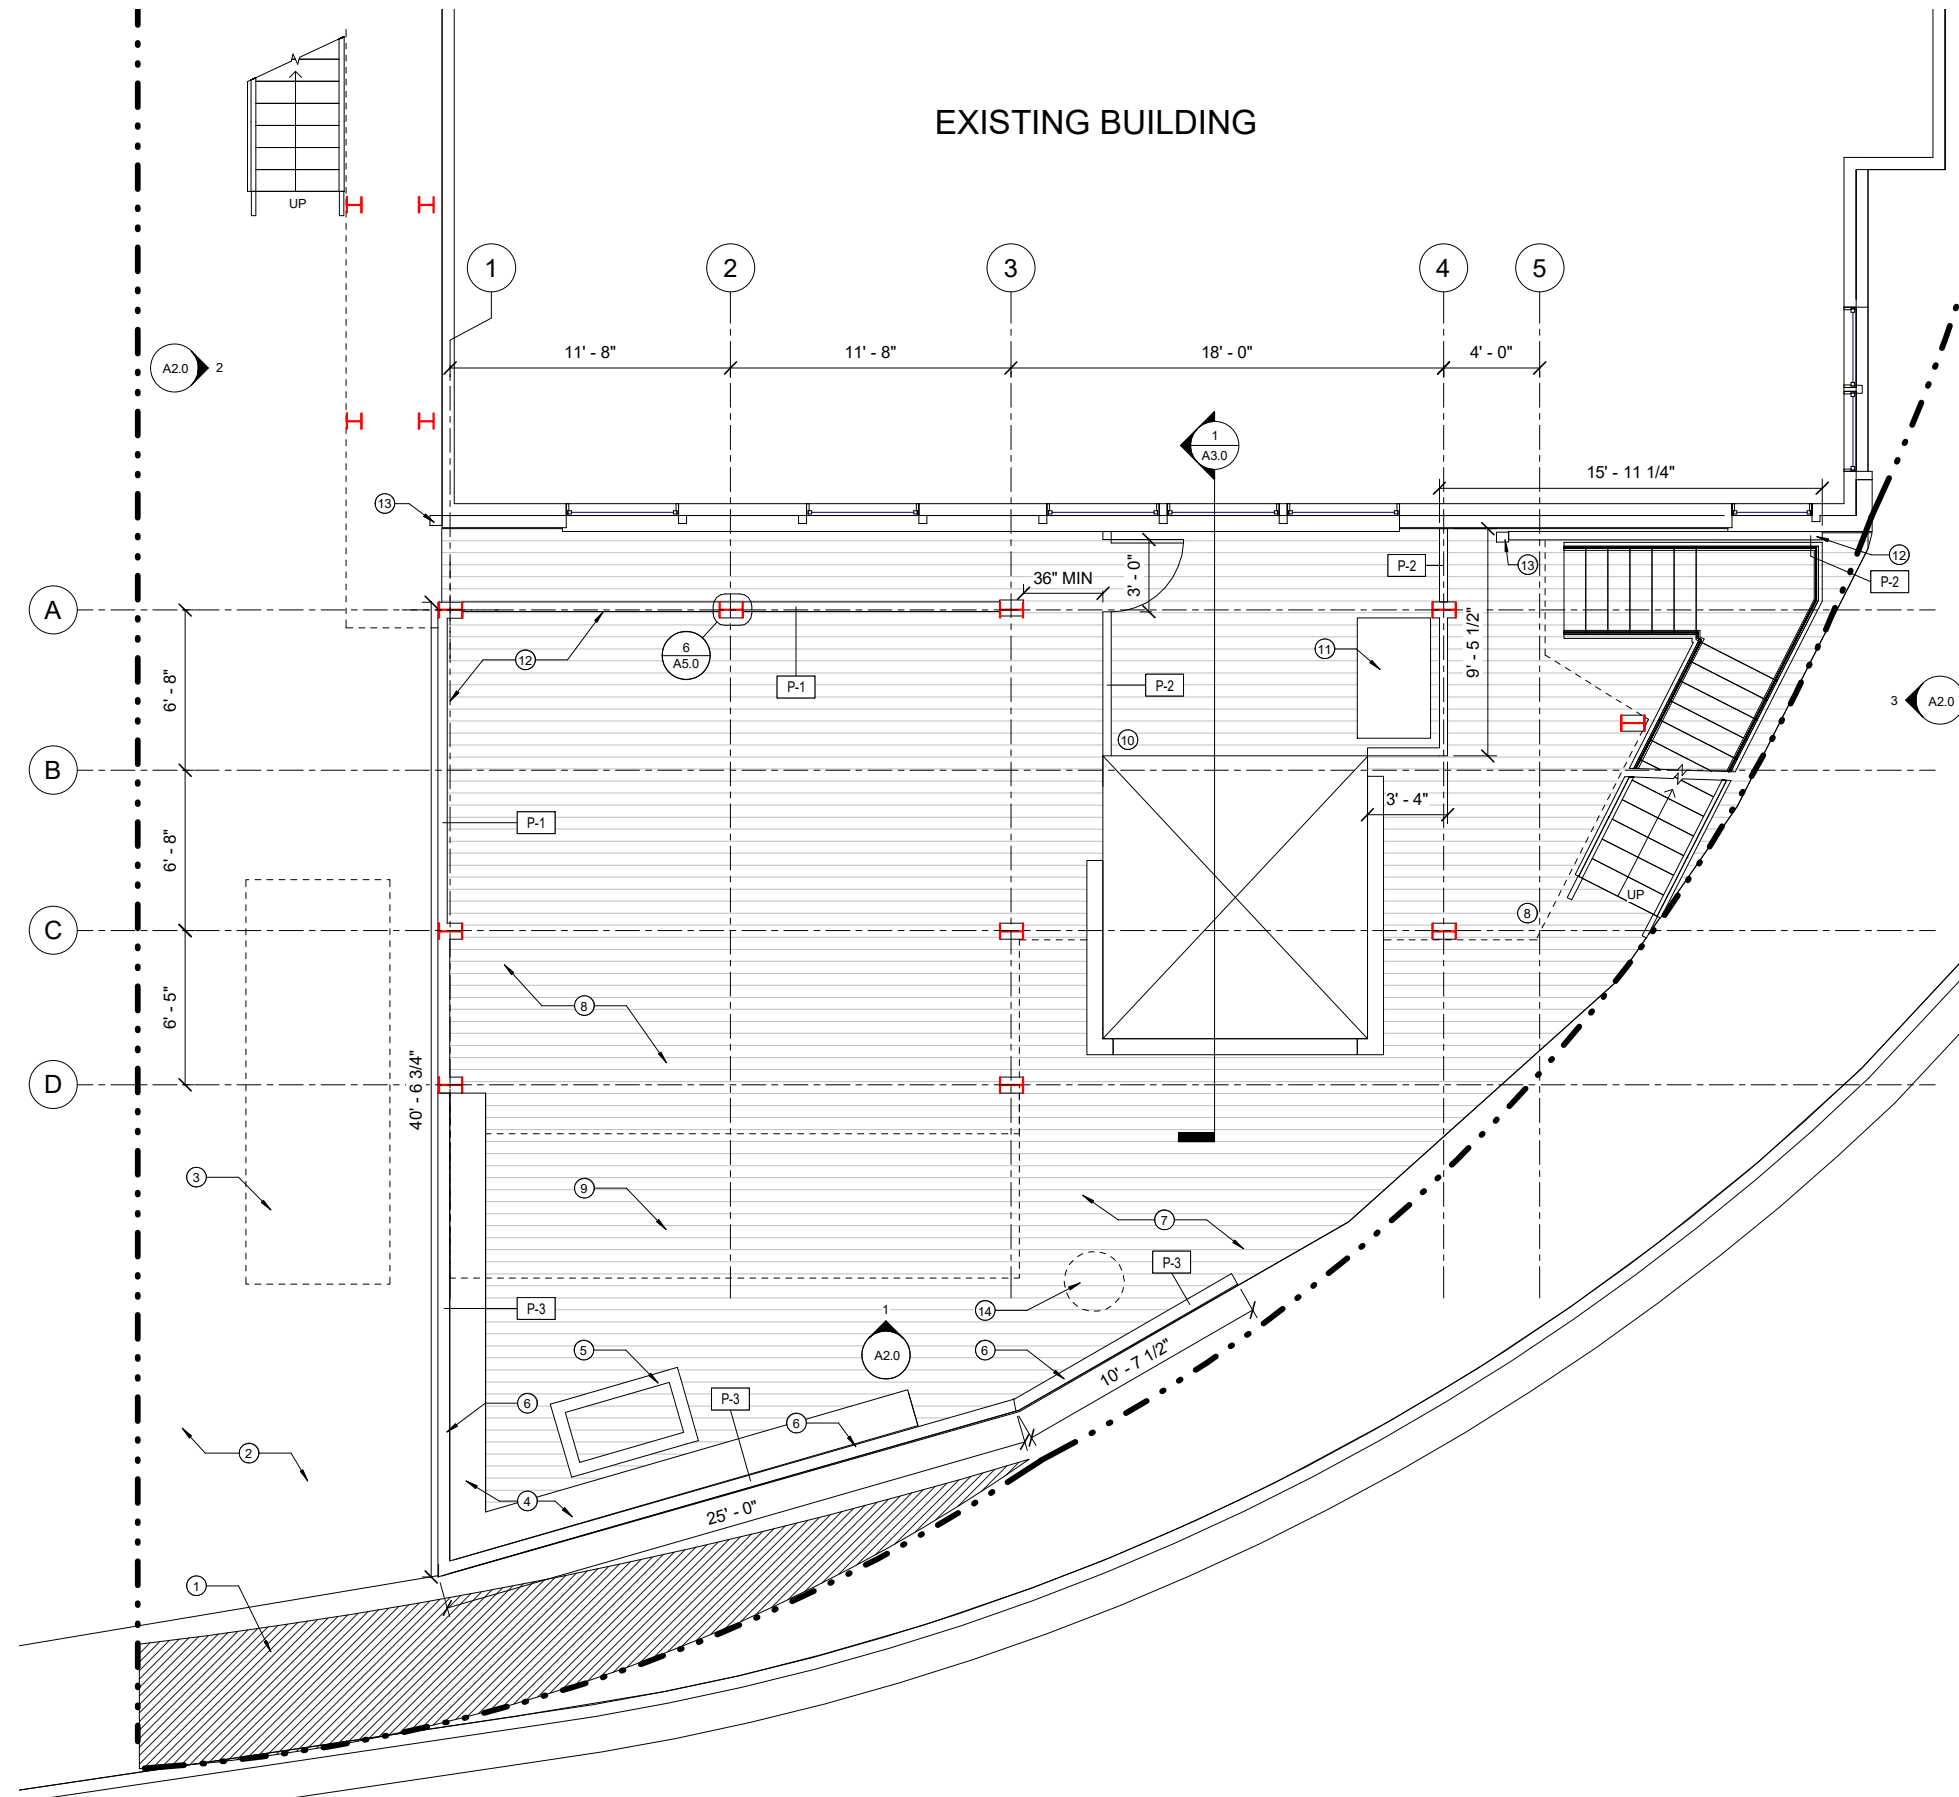 EXISTING BUILDING
UP
1
2
3
4
5
11' - 8"
11' - 8"
18' - 0"
4' - 0"
A2.0
2
1
A3.0
15' - 11 1/4"
13
12
13
P-2
P-2
36" MIN
3' - 0"
A
12
6
A5.0
P-1
P-2
11
9' - 5 1/2"
6' - 8"
3
A2.0
10
B
3' - 4"
P-1
6' - 8"
UP
8
C
8
6' - 5"
D
40' - 6 3/4"
3
9
7
P-3
14
P-3
1
A2.0
5
6
10' - 7 1/2"
6
P-3
6
2
4
25' - 0"
1